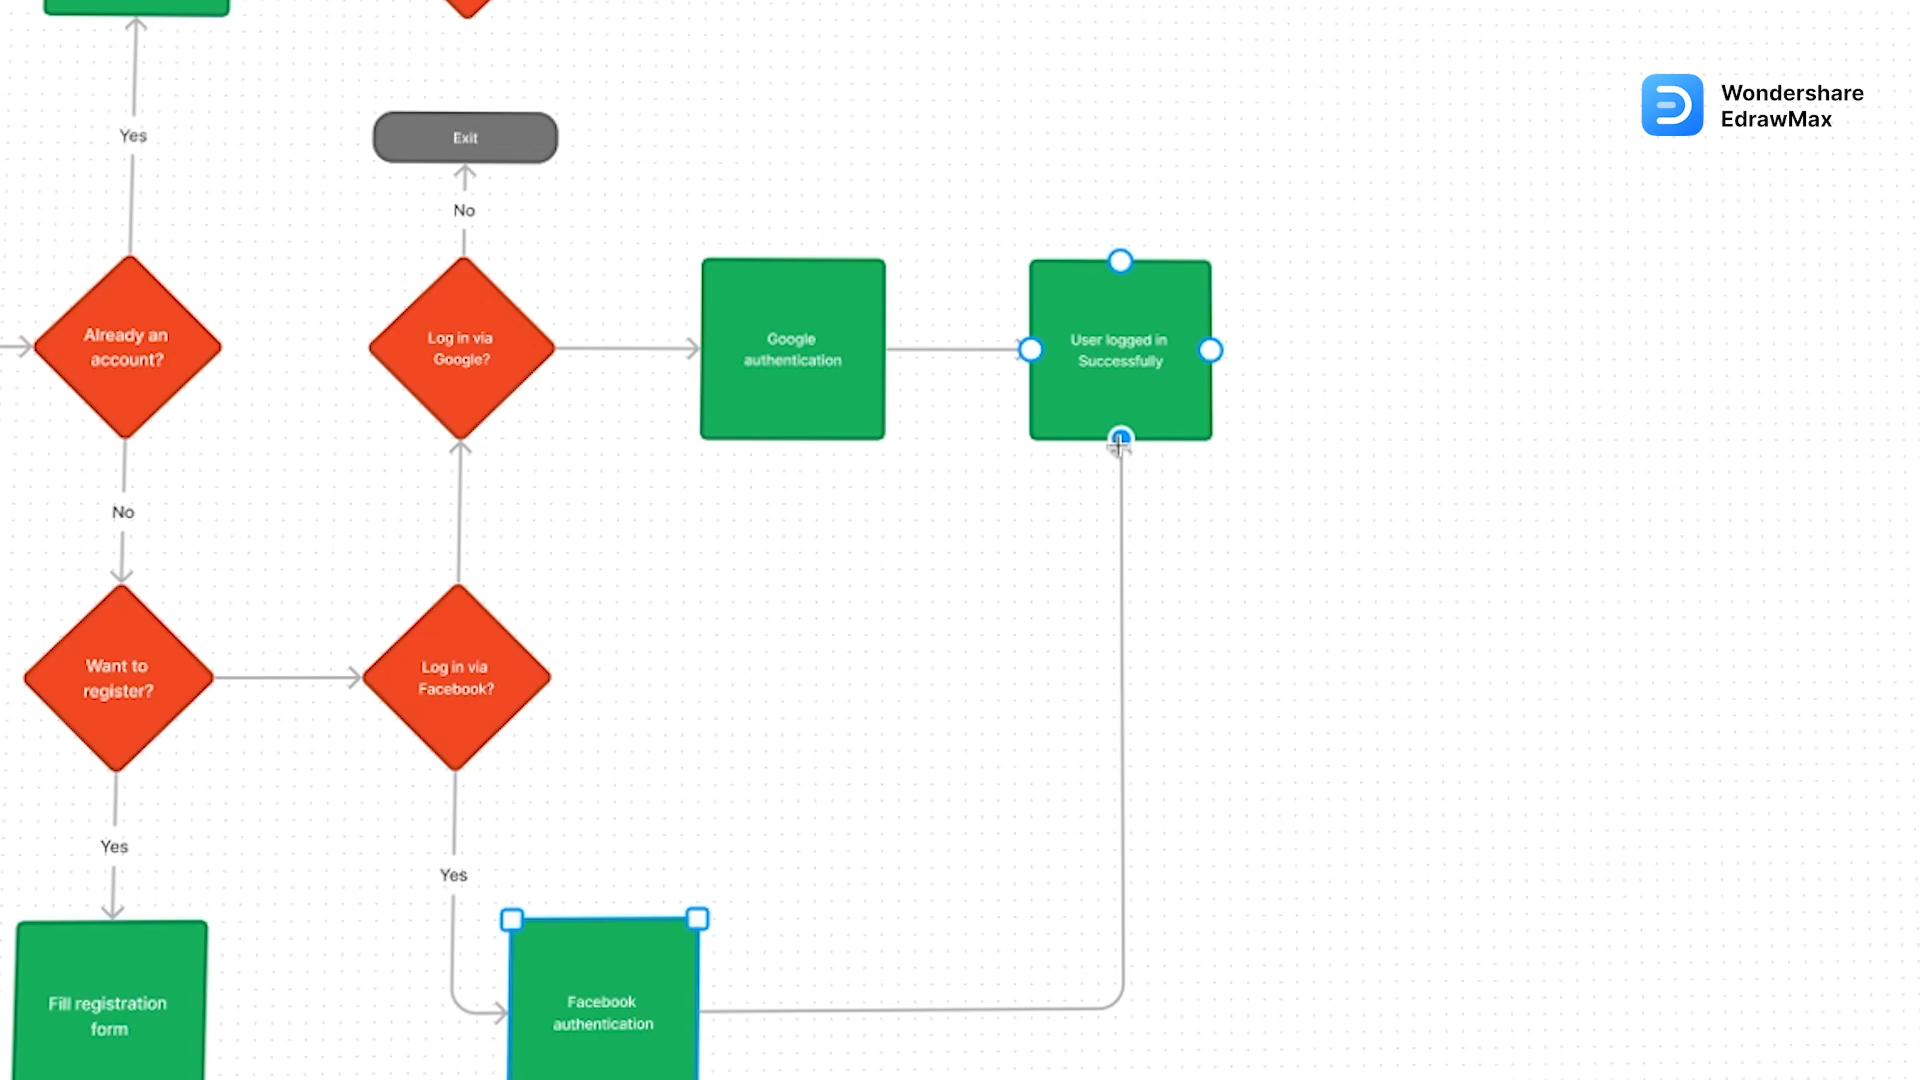 Wondershare
EdrawMax
Yes
Exit
No
Already an
account?
Log in via
Google?
Google
authentication
User logged in
Successfully
No
Want to
register?
Log in via
Facebook?
Yes
Yes
Fill registration
form
Facebook
authentication